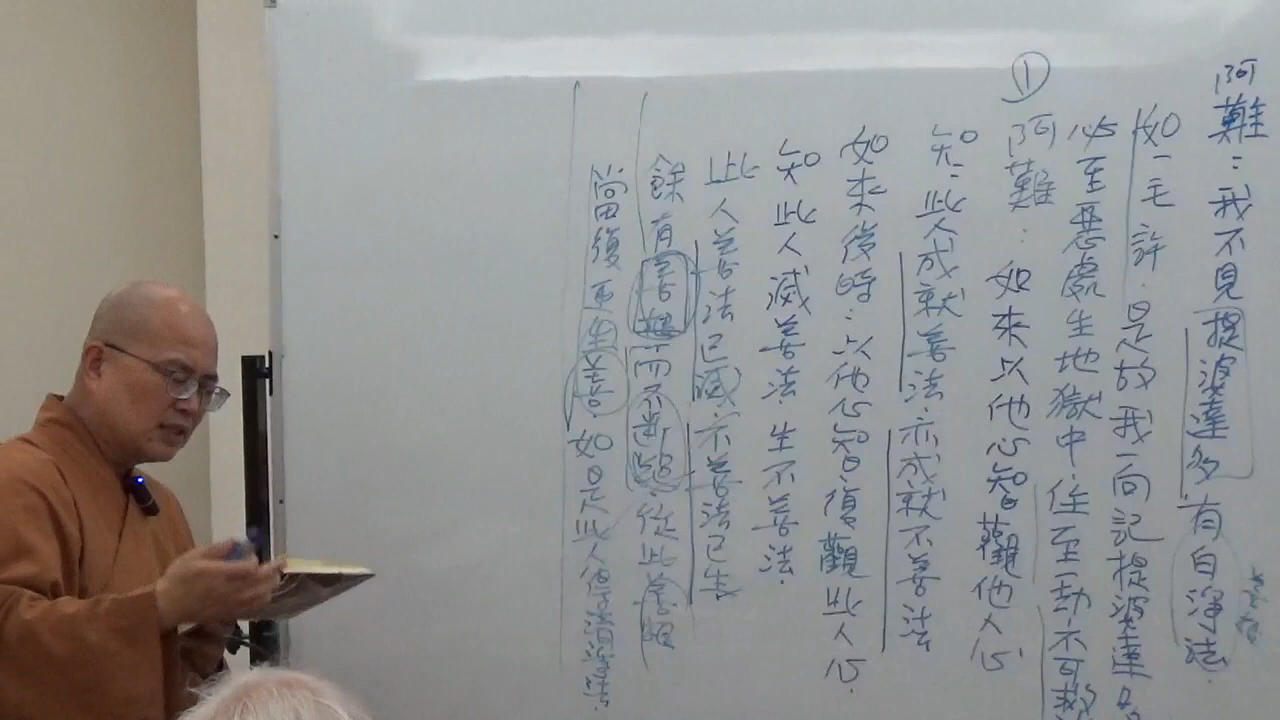 阿難：我不見提婆達多有白淨法．
如一毛許．是故我一向記提婆達多
必至惡處生地獄中．住至一劫不可救
①
阿難：如來以他心智觀他人心
知：此人成就善法．亦成就不善法
如來後時：以他心智復觀此人心．
知此人滅善法．生不善法．
此人善法已滅．不善法已生
餘有善根而不斷絕．從此善根
當復更生善．如是此人得清淨法